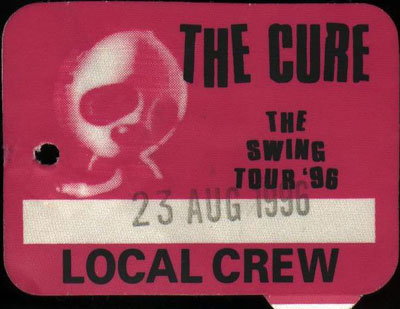 THE CURE
THE
SWING
TOUR '96
23 AUG 1996
LOCAL CREW